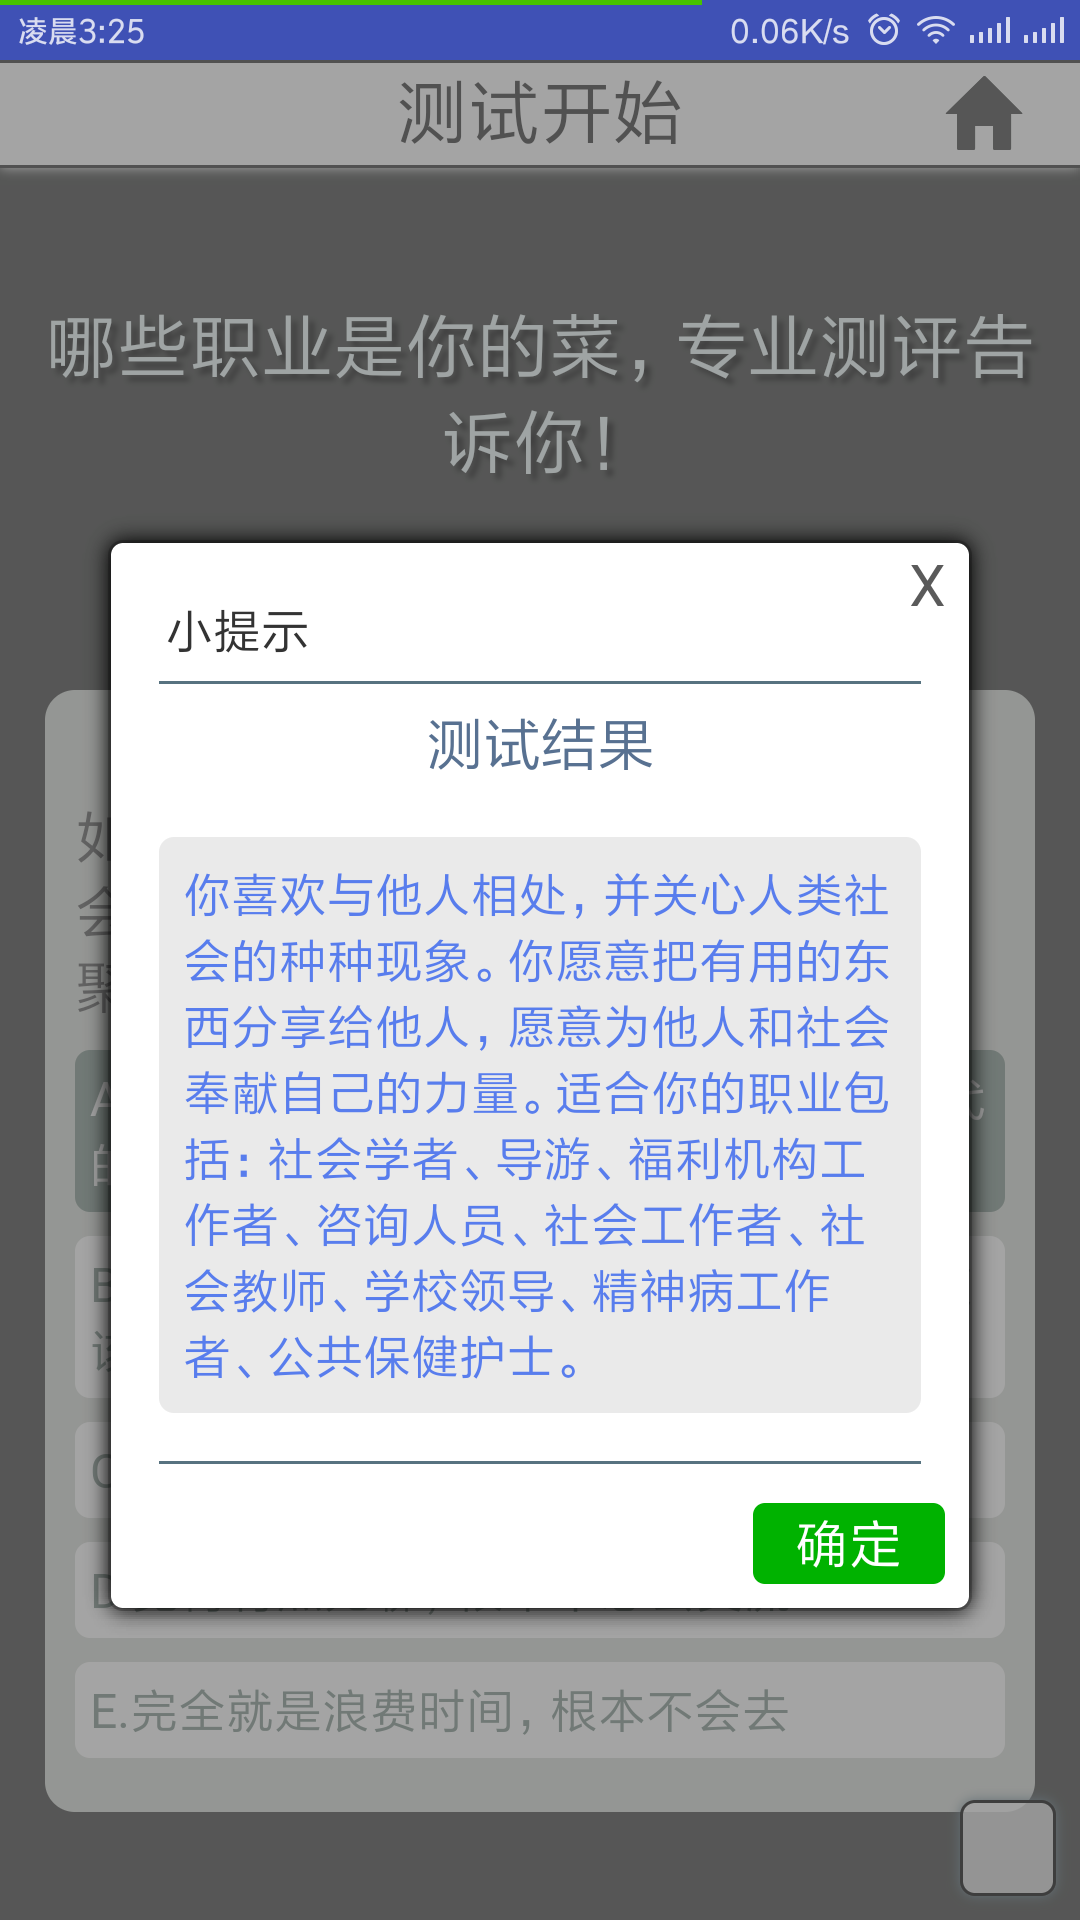 凌晨3:25
0.06K/s
测试开始
哪些职业是你的菜，专业测评告
诉你！
X
小提示
测试结果
你喜欢与他人相处，并关心人类社
会的种种现象。你愿意把有用的东
西分享给他人，愿意为他人和社会
奉献自己的力量。适合你的职业包
括：社会学者、导游、福利机构工
作者、咨询人员、社会工作者、社
会教师、学校领导、精神病工作
者、公共保健护士。
确定
如
会
聚
A
的
B
C
D
E.完全就是浪费时间，根本不会去